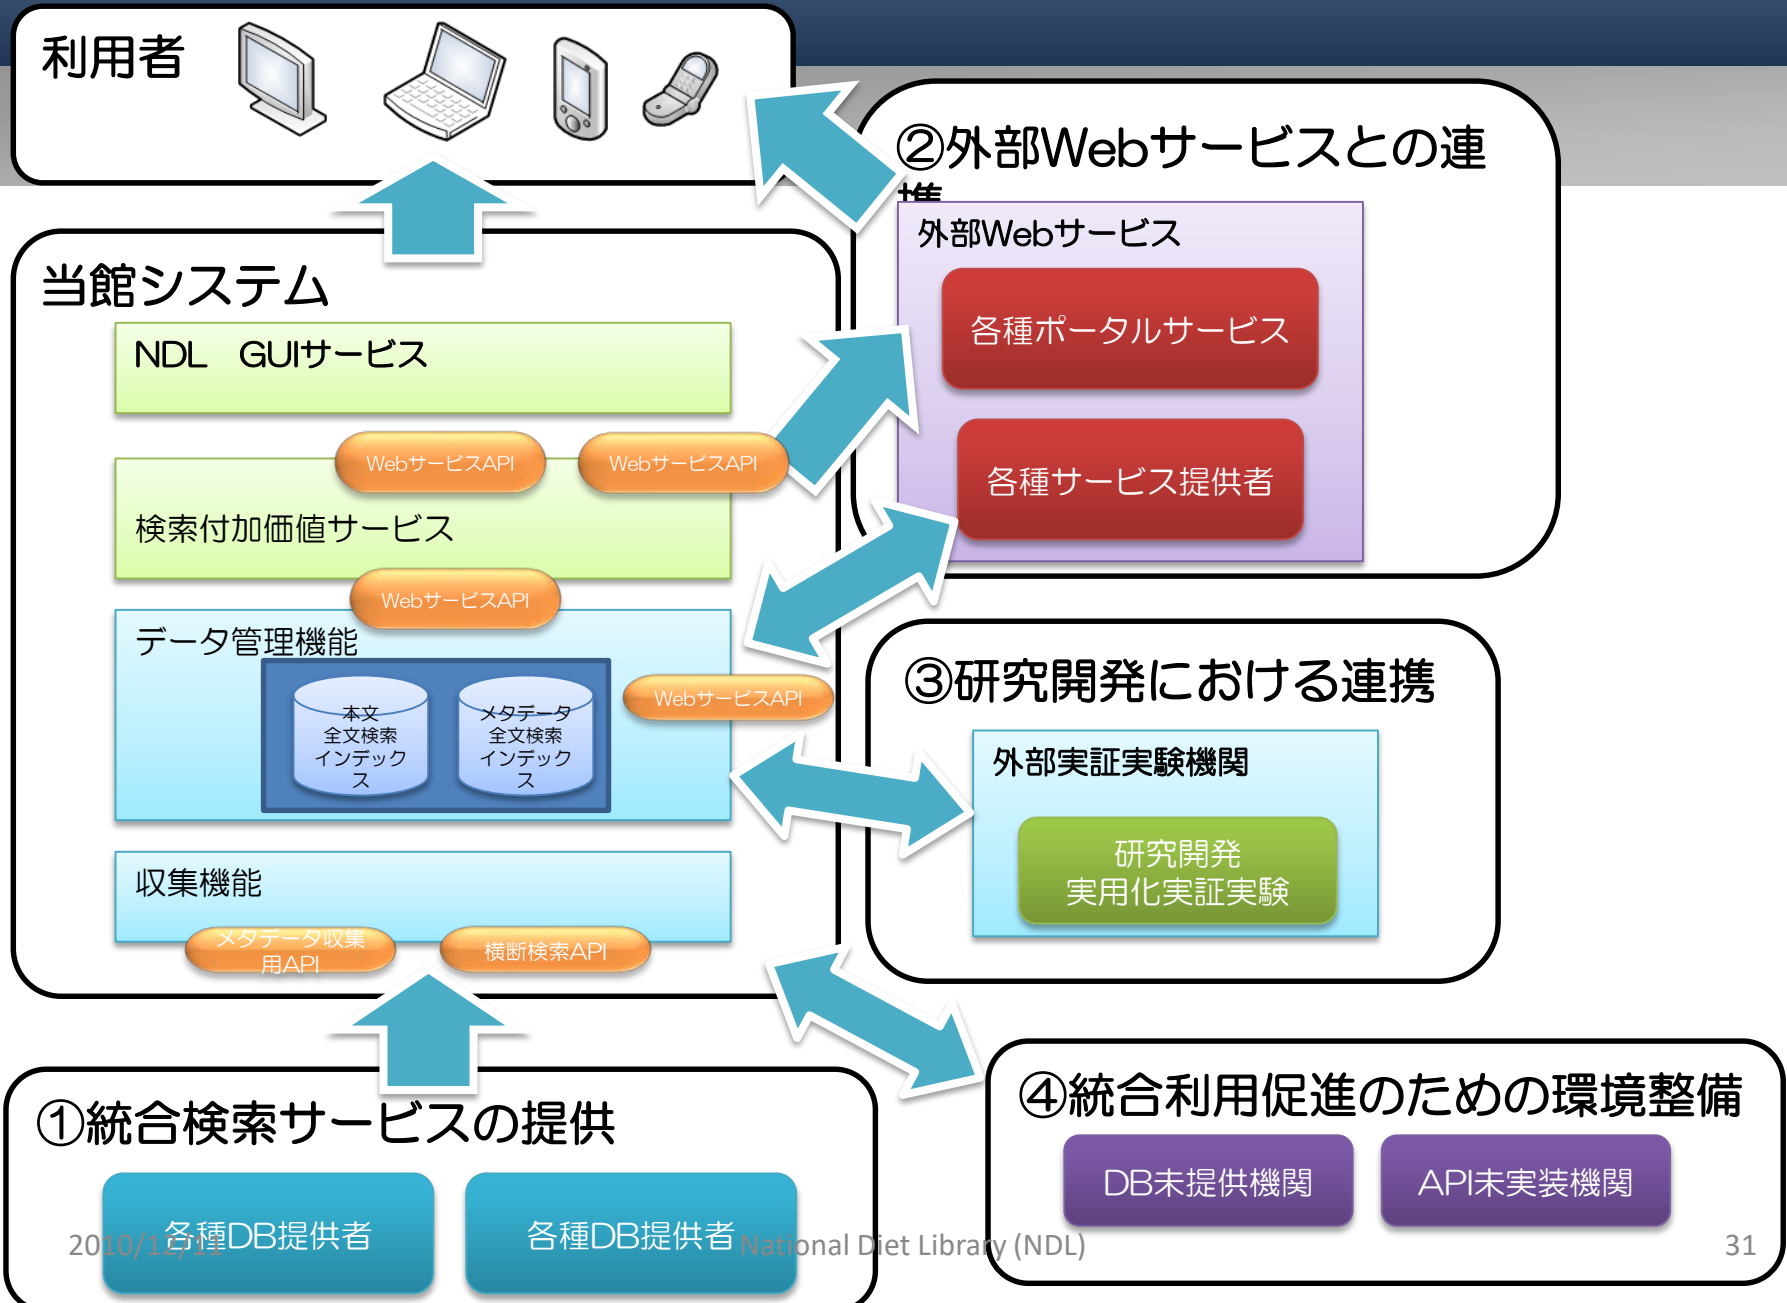 利用者
②外部Webサービスとの連
携
外部Webサービス
各種ポータルサービス
各種サービス提供者
当館システム
NDL　GUIサービス
WebサービスAPI
WebサービスAPI
検索付加価値サービス
WebサービスAPI
データ管理機能
本文
全文検索
インデック
ス
メタデータ
全文検索
インデック
ス
WebサービスAPI
収集機能
メタデータ収集
用API
横断検索API
③研究開発における連携
外部実証実験機関
研究開発
実用化実証実験
①統合検索サービスの提供
各種DB提供者
各種DB提供者
④統合利用促進のための環境整備
DB未提供機関
API未実装機関
2010/12/11
National Diet Library (NDL)
31